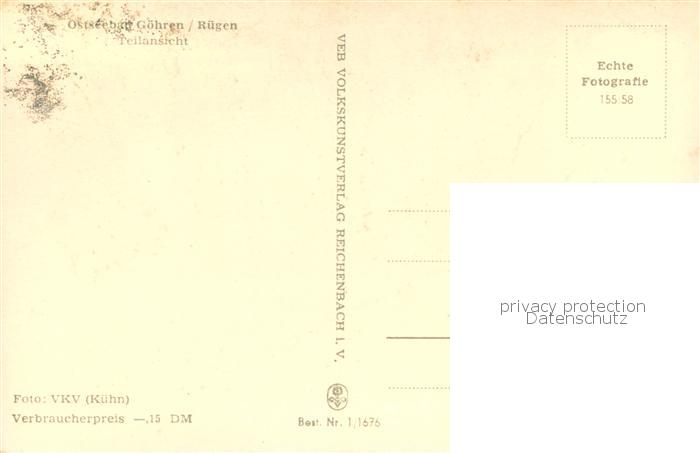 Ostseebad Göhren / Rügen
Teilansicht
VEB VOLKSKUNSTVERLAG REICHENBACH i. V.
Echte
Fotografie
155/58
privacy protection
Datenschutz
Foto: VKV (Kühn)
Verbraucherpreis —,15 DM
Best. Nr. 1/1676